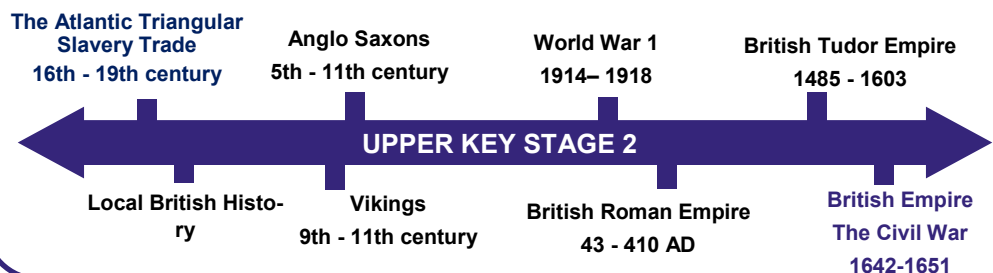 The Atlantic Triangular
Slavery Trade
16th - 19th century
Anglo Saxons
5th - 11th century
World War 1
1914– 1918
British Tudor Empire
1485 - 1603
UPPER KEY STAGE 2
Local British Histo-
ry
Vikings
9th - 11th century
British Roman Empire
43 - 410 AD
British Empire
The Civil War
1642-1651